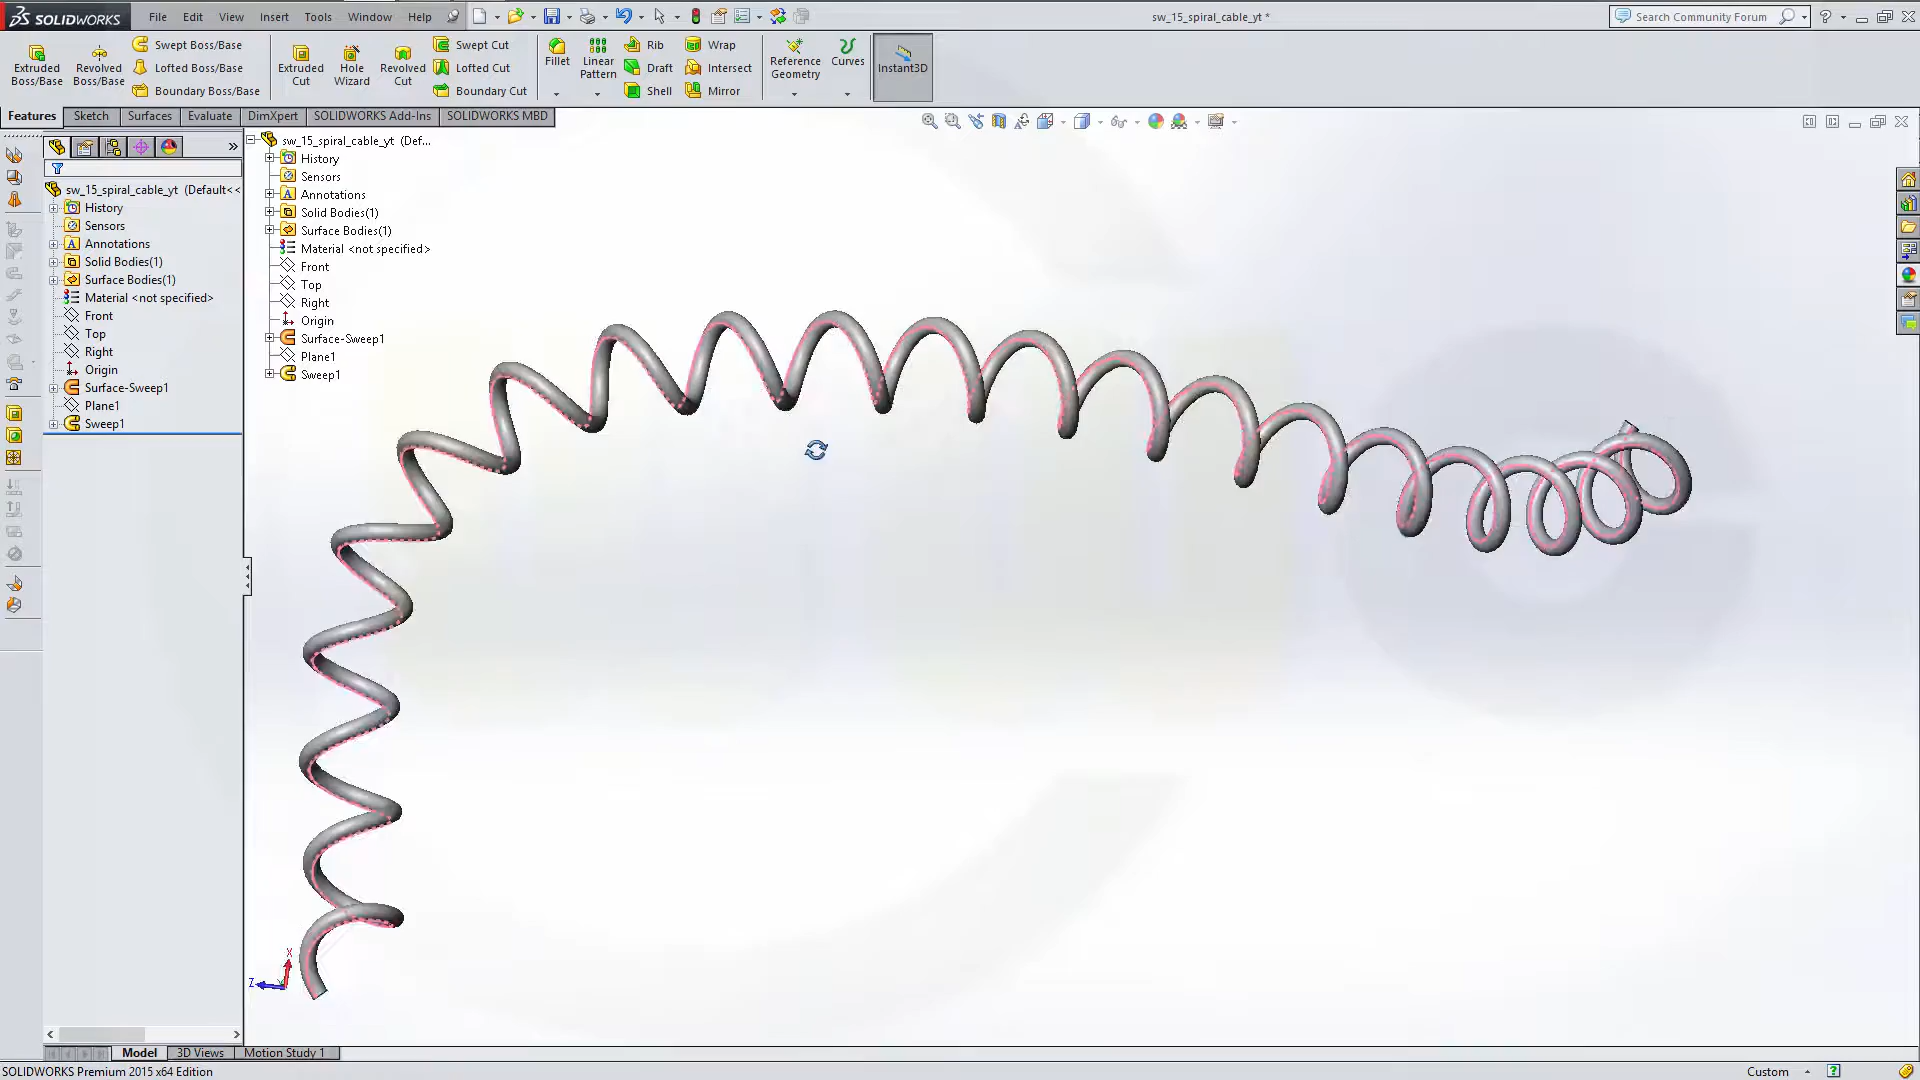 SOLIDWORKS File Edit View Insert Tools Window Help sw_15_spiral_cable_yt * Search Community Forum
Extruded Boss/Base
Revolved Boss/Base
Swept Boss/Base
Lofted Boss/Base
Boundary Boss/Base
Extruded Cut
Hole Wizard
Revolved Cut
Swept Cut
Lofted Cut
Boundary Cut
Fillet
Linear Pattern
Rib
Draft
Shell
Wrap
Intersect
Mirror
Reference Geometry
Curves
Instant3D
Features Sketch Surfaces Evaluate DimXpert SOLIDWORKS Add-Ins SOLIDWORKS MBD
sw_15_spiral_cable_yt (Default<<
History
Sensors
Annotations
Solid Bodies(1)
Surface Bodies(1)
Material <not specified>
Front
Top
Right
Origin
Surface-Sweep1
Plane1
Sweep1
sw_15_spiral_cable_yt (Def...
History
Sensors
Annotations
Solid Bodies(1)
Surface Bodies(1)
Material <not specified>
Front
Top
Right
Origin
Surface-Sweep1
Plane1
Sweep1
X
Z
Model 3D Views Motion Study 1
SOLIDWORKS Premium 2015 x64 Edition Custom